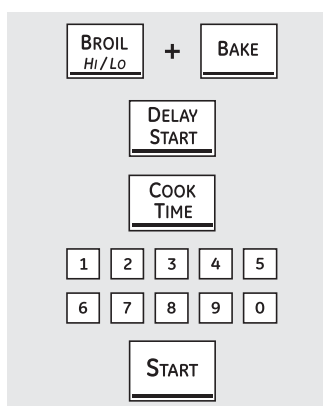 BROIL + BAKE
HI / LO
DELAY
START
COOK
TIME
1 2 3 4 5
6 7 8 9 0
START